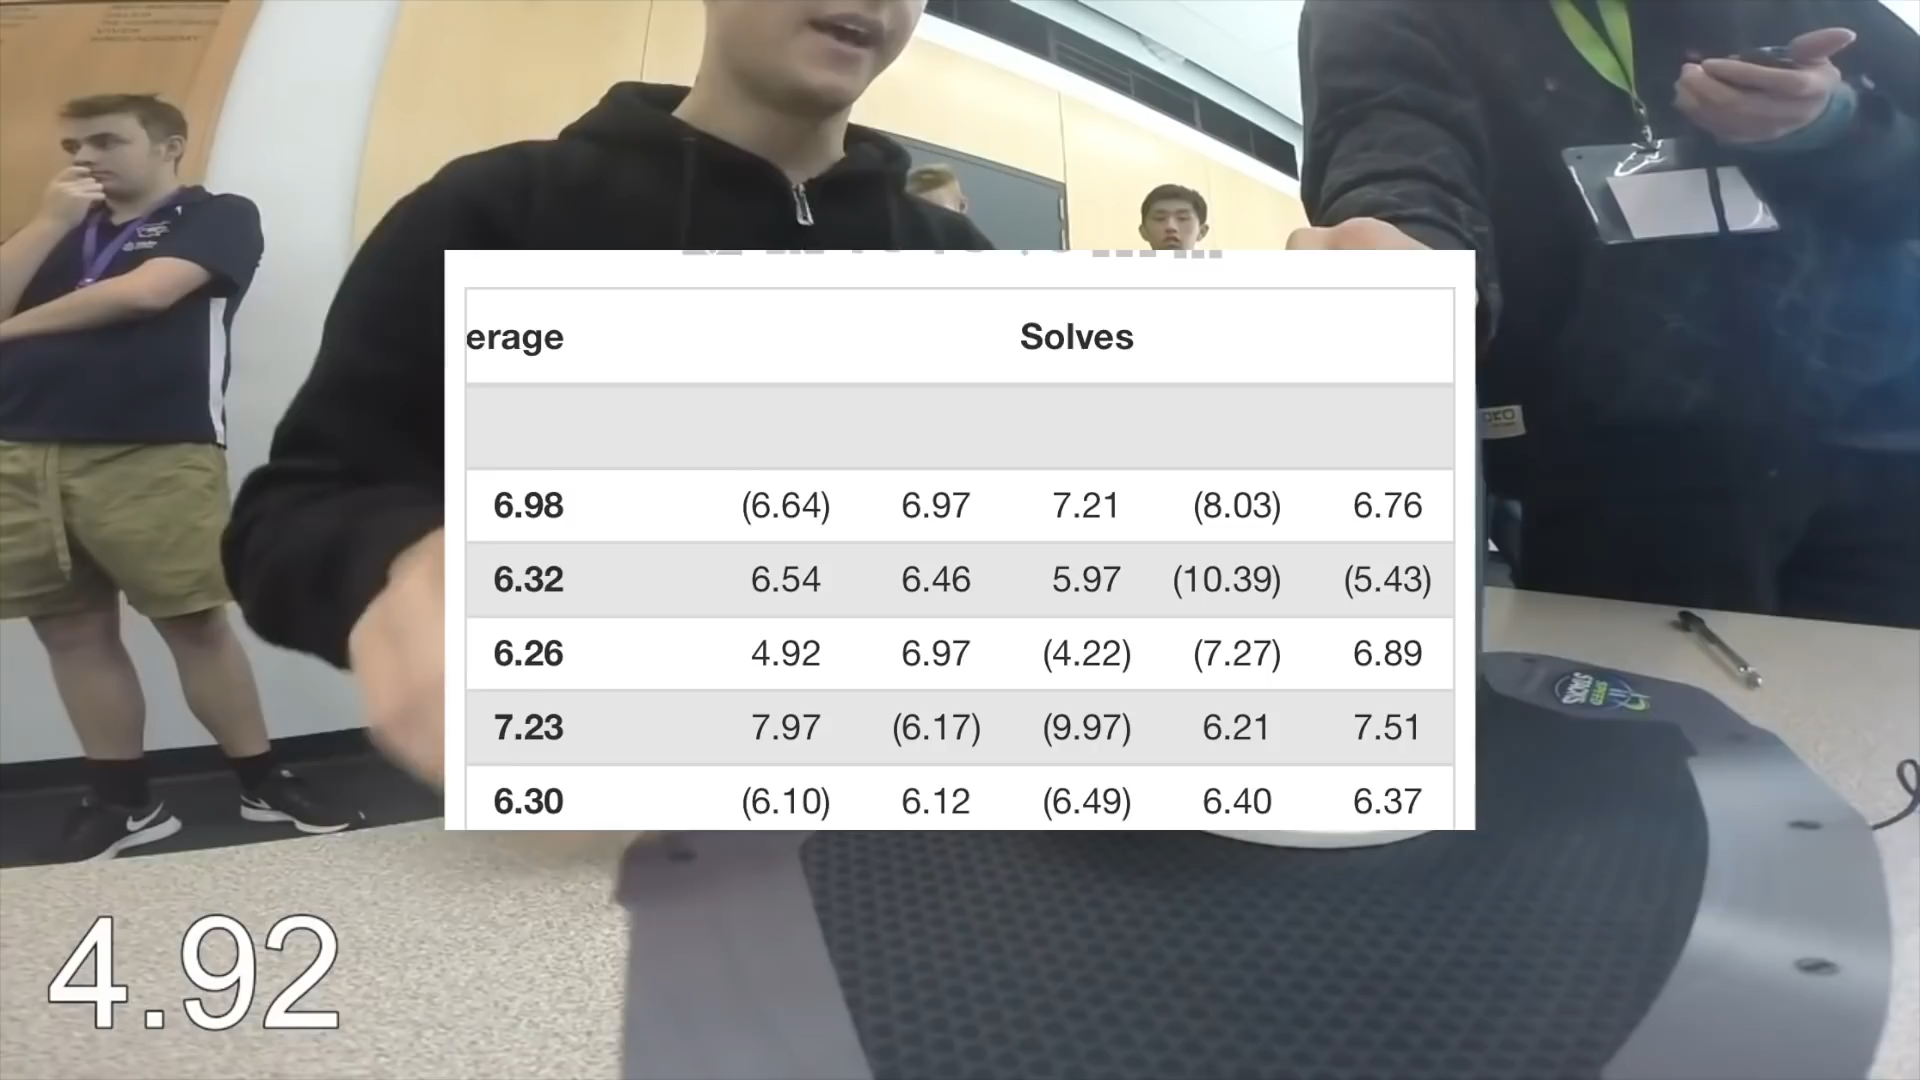 erage Solves
6.98 (6.64) 6.97 7.21 (8.03) 6.76
6.32 6.54 6.46 5.97 (10.39) (5.43)
6.26 4.92 6.97 (4.22) (7.27) 6.89
7.23 7.97 (6.17) (9.97) 6.21 7.51
6.30 (6.10) 6.12 (6.49) 6.40 6.37
SPEED
STACKS
4.92